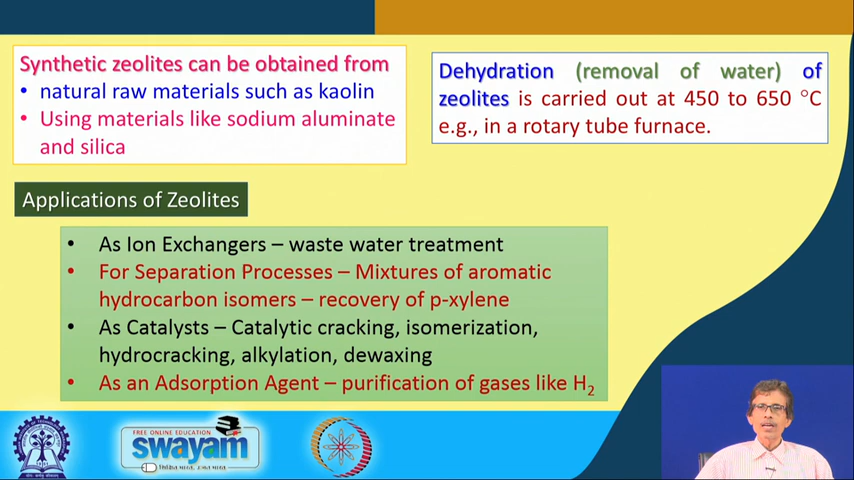 Synthetic zeolites can be obtained from
• natural raw materials such as kaolin
• Using materials like sodium aluminate
and silica
Dehydration (removal of water) of
zeolites is carried out at 450 to 650 °C
e.g., in a rotary tube furnace.
Applications of Zeolites
• As Ion Exchangers – waste water treatment
• For Separation Processes – Mixtures of aromatic
hydrocarbon isomers – recovery of p-xylene
• As Catalysts – Catalytic cracking, isomerization,
hydrocracking, alkylation, dewaxing
• As an Adsorption Agent – purification of gases like H₂
FREE ONLINE EDUCATION
swayam